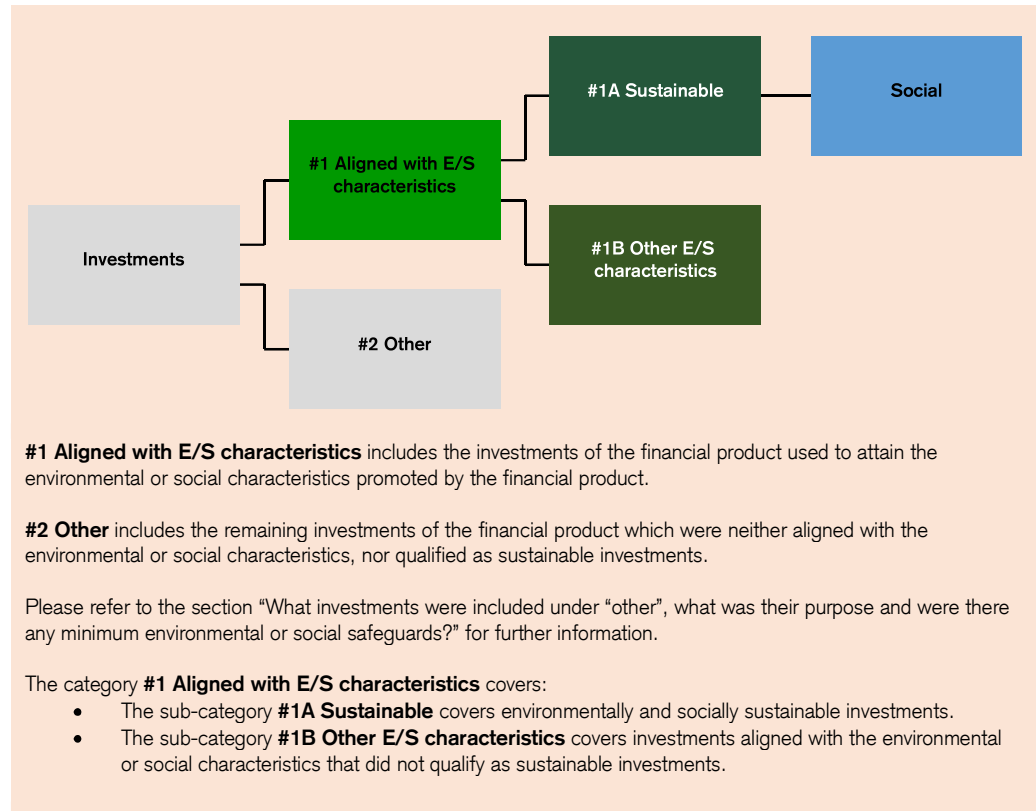 #1A Sustainable
Social
#1 Aligned with E/S
characteristics
Investments
#1B Other E/S
characteristics
#2 Other
#1 Aligned with E/S characteristics includes the investments of the financial product used to attain the
environmental or social characteristics promoted by the financial product.
#2 Other includes the remaining investments of the financial product which were neither aligned with the
environmental or social characteristics, nor qualified as sustainable investments.
Please refer to the section “What investments were included under “other”, what was their purpose and were there
any minimum environmental or social safeguards?” for further information.
The category #1 Aligned with E/S characteristics covers:
• The sub-category #1A Sustainable covers environmentally and socially sustainable investments.
• The sub-category #1B Other E/S characteristics covers investments aligned with the environmental
or social characteristics that did not qualify as sustainable investments.